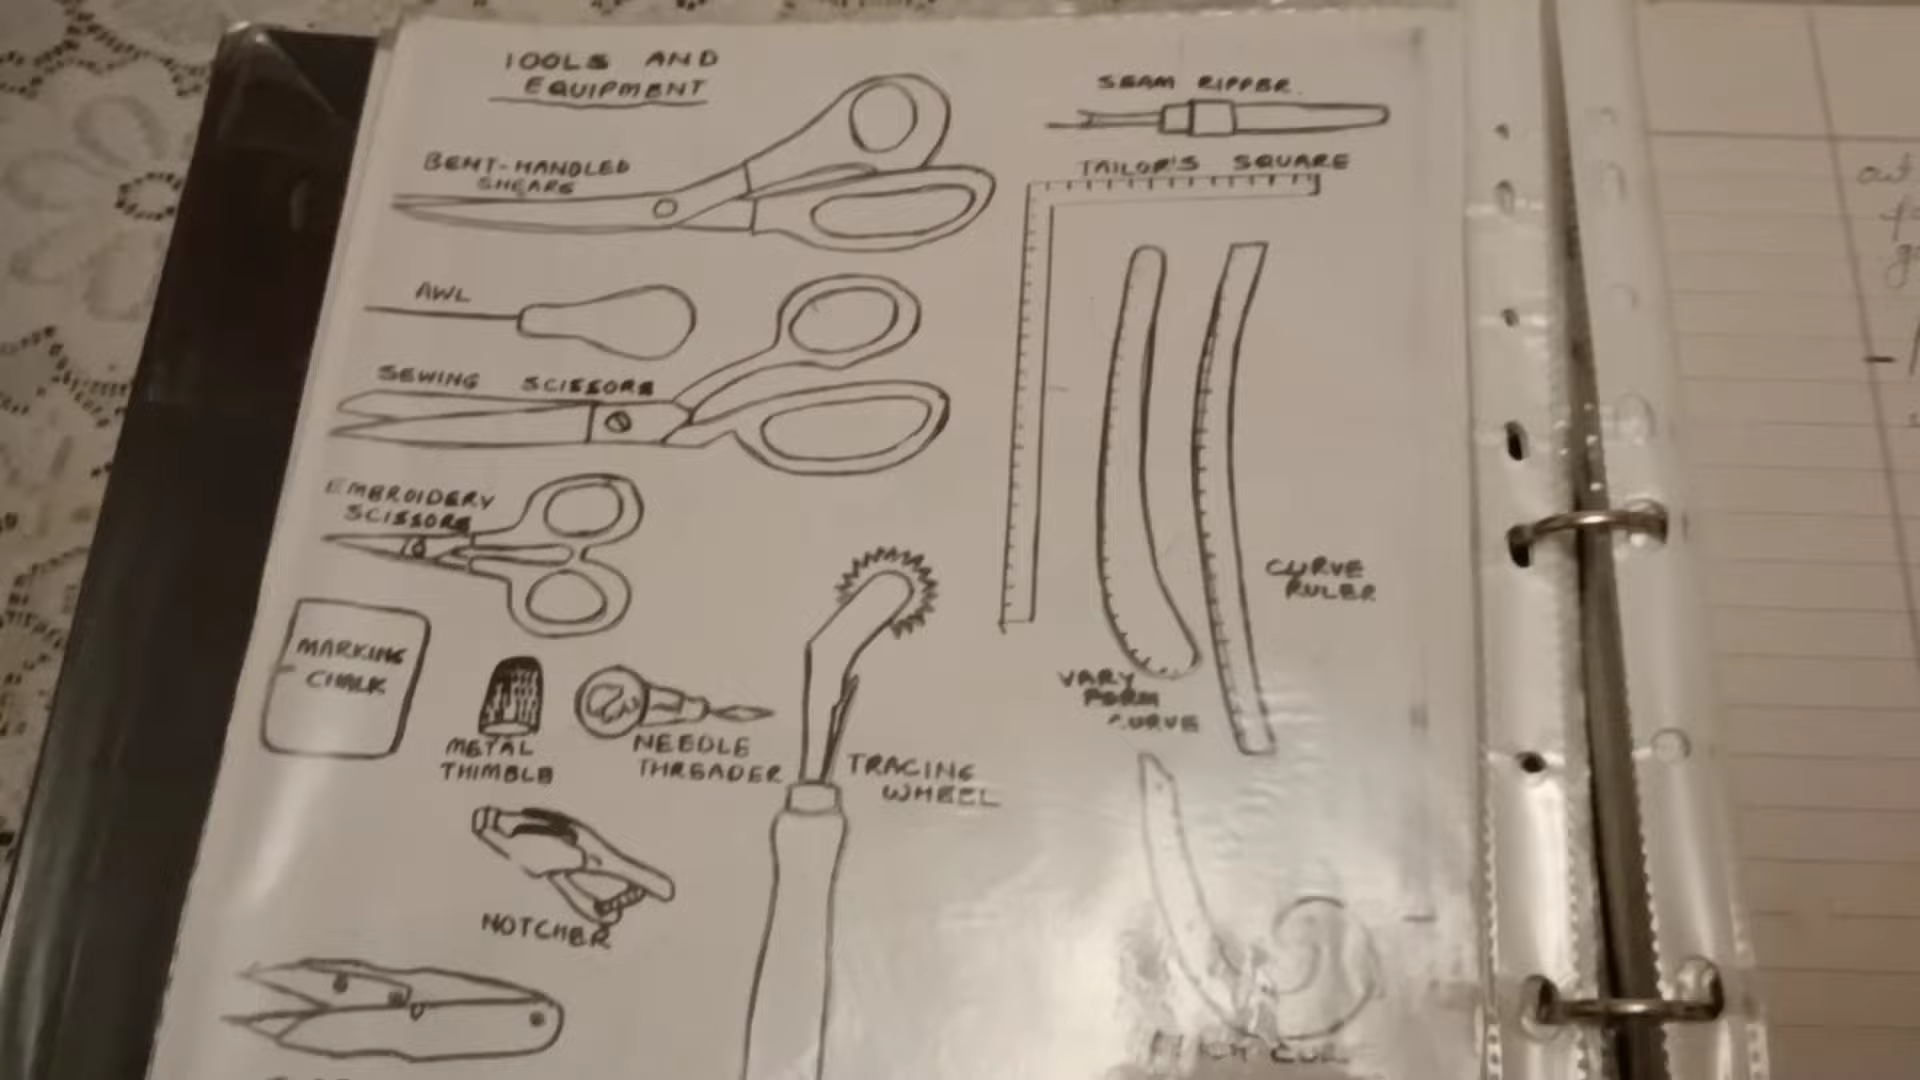 TOOLS AND
EQUIPMENT
BENT-HANDLED
SHEARS
AWL
SEWING SCISSORS
EMBROIDERY
SCISSORS
MARKING
CHALK
METAL
THIMBLE
NEEDLE
THREADER
TRACING
WHEEL
NOTCHER
SEAM RIPPER.
TAILOR'S SQUARE
CURVE
RULER
VARY
FORM
CURVE
out